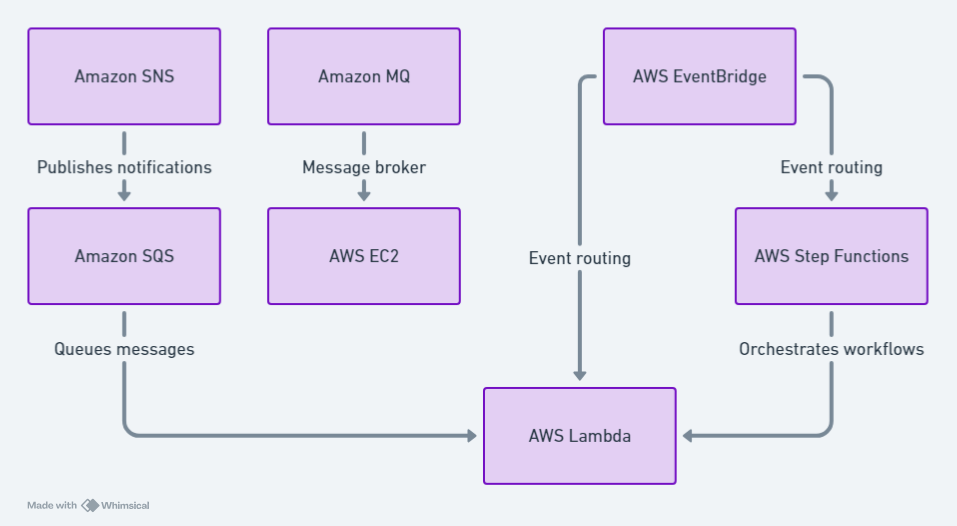 Amazon SNS
Amazon MQ
AWS EventBridge
Publishes notifications
Message broker
Event routing
Amazon SQS
AWS EC2
Event routing
AWS Step Functions
Queues messages
Orchestrates workflows
AWS Lambda
Made with Whimsical